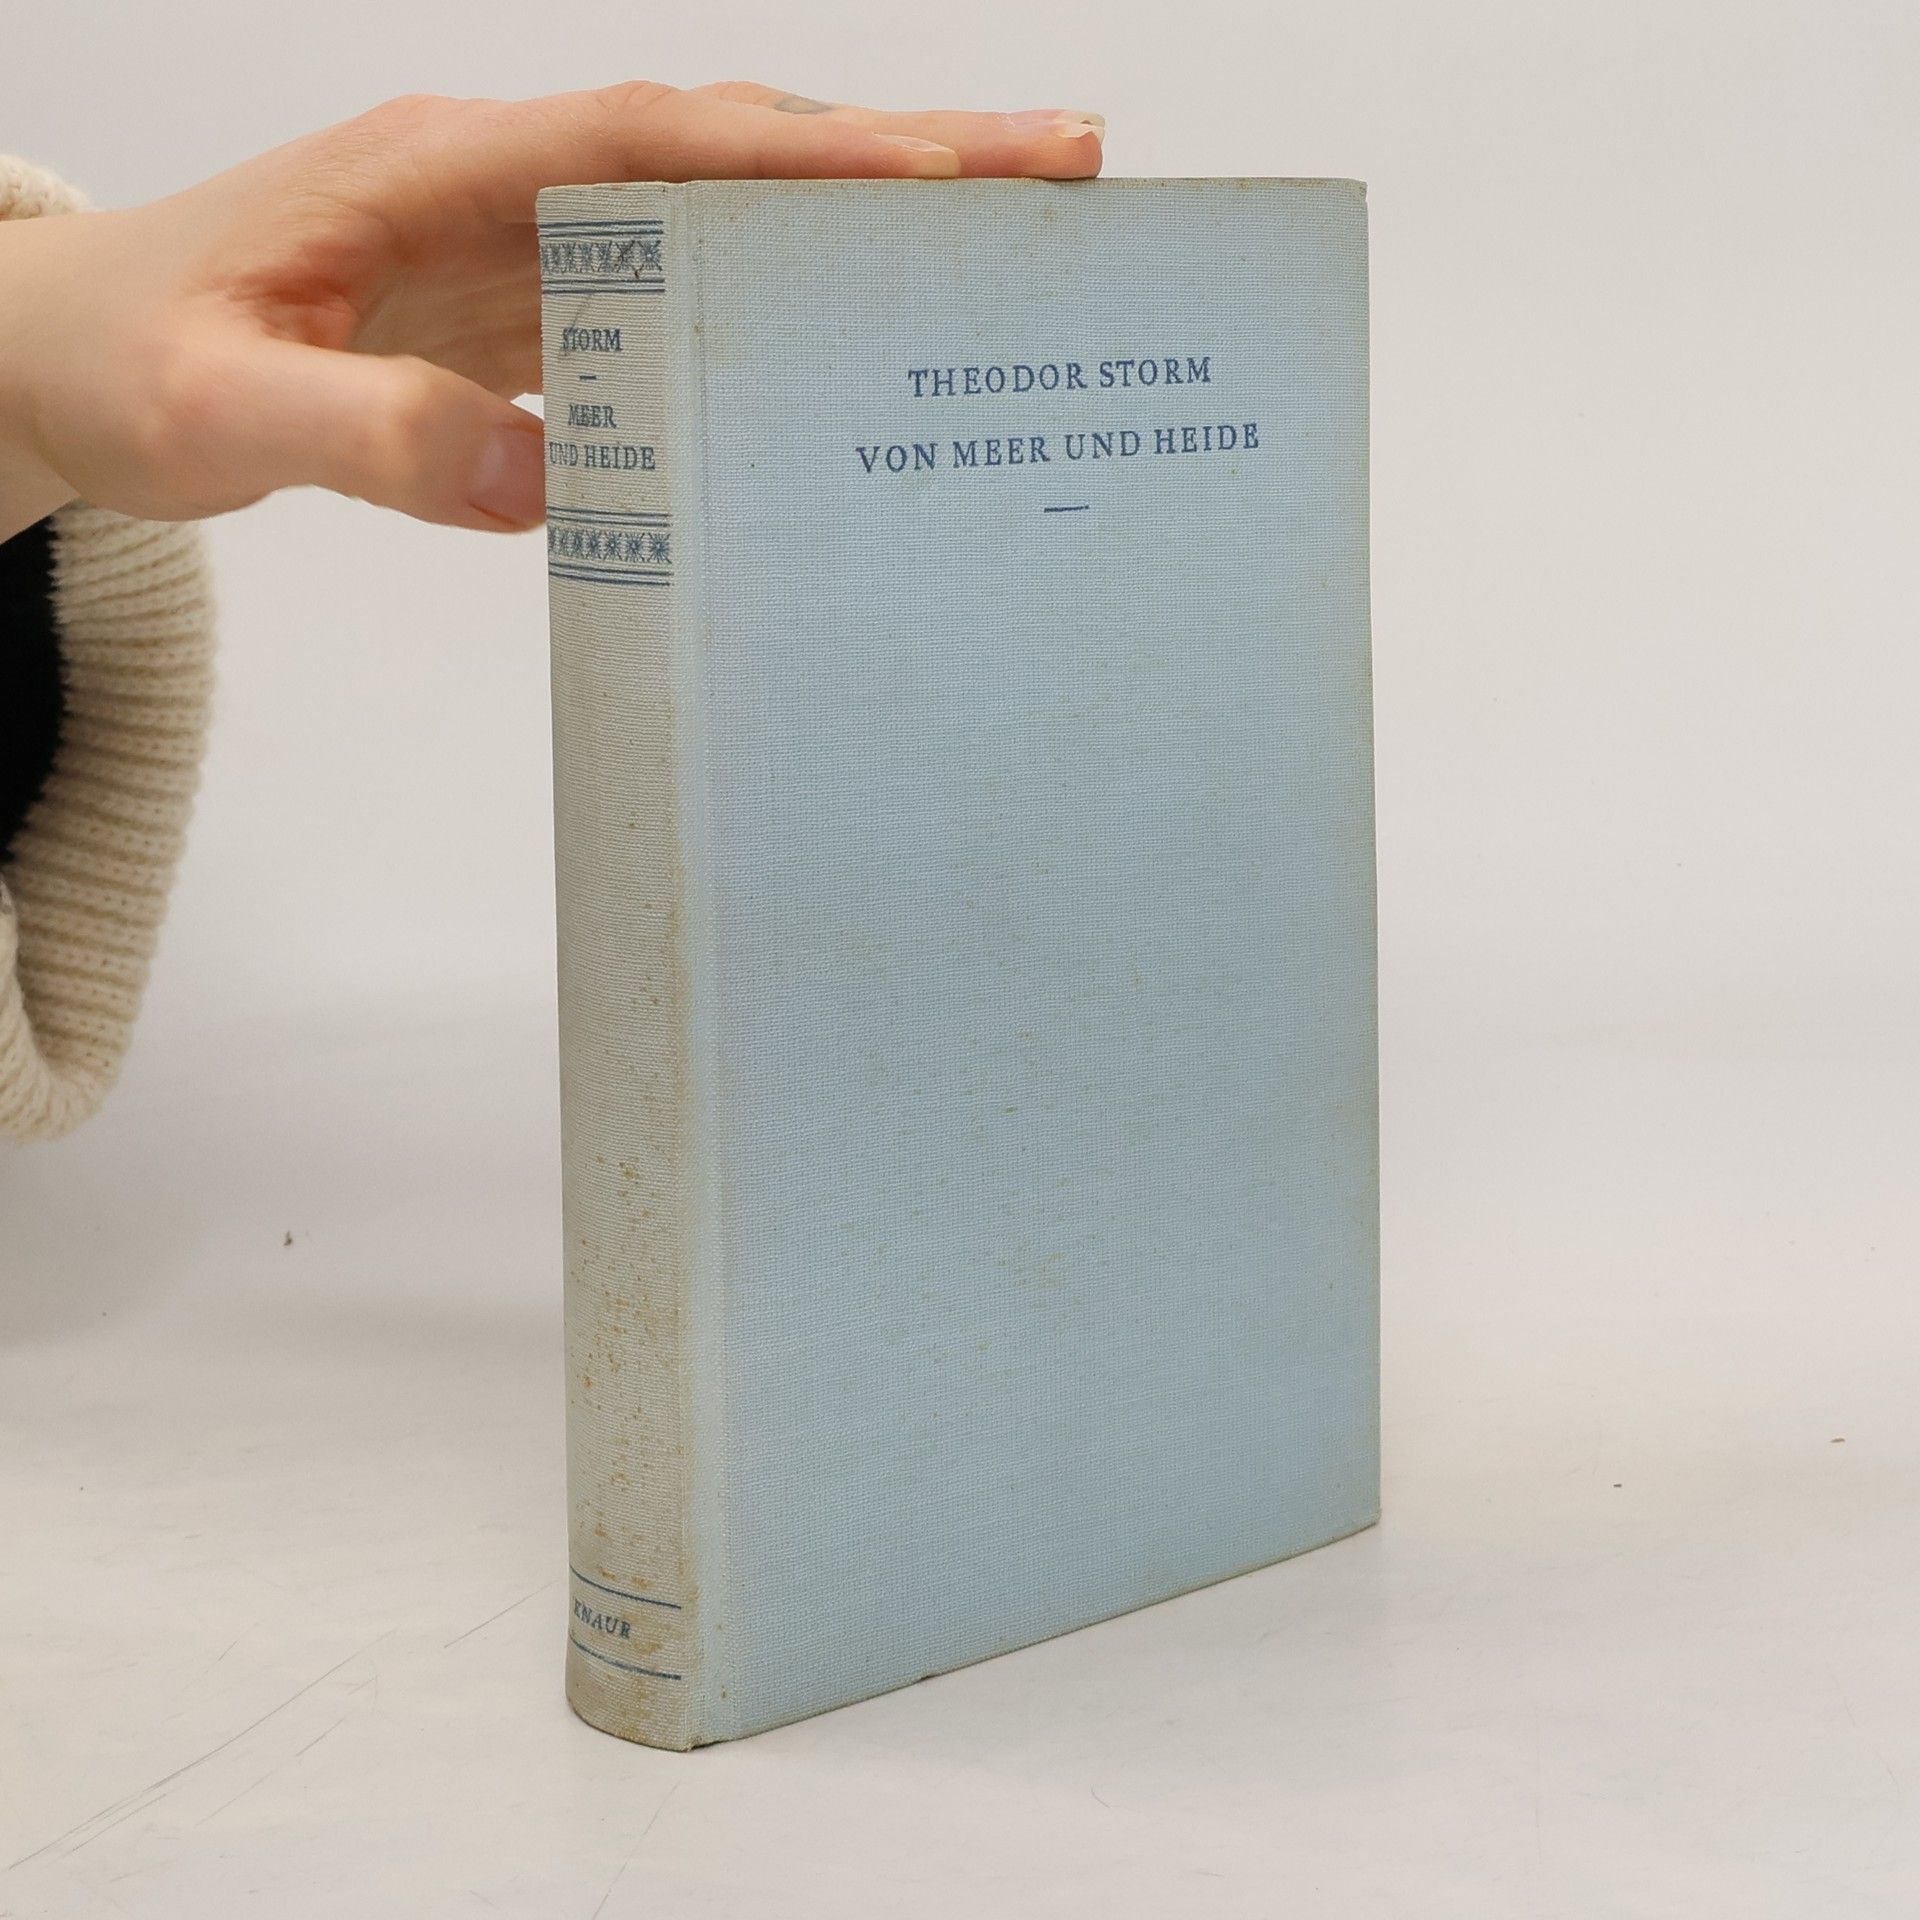 STORM
MEER
UND HEIDE
KNAUR
THEODOR STORM
VON MEER UND HEIDE